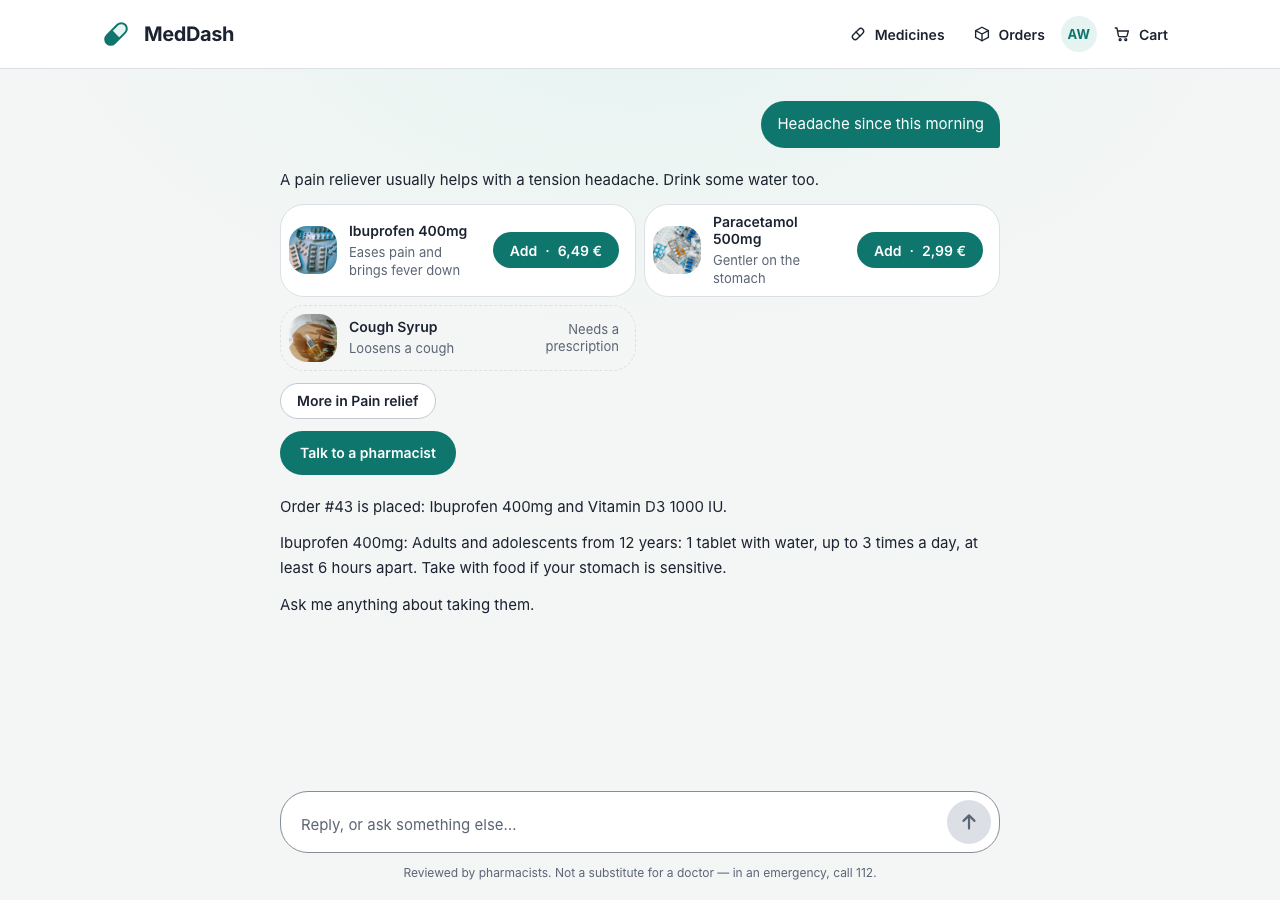 MedDash
Medicines
Orders
AW
Cart
Headache since this morning
A pain reliever usually helps with a tension headache. Drink some water too.
Ibuprofen 400mg
Eases pain and
brings fever down
Add · 6,49 €
Paracetamol
500mg
Gentler on the
stomach
Add · 2,99 €
Cough Syrup
Loosens a cough
Needs a
prescription
More in Pain relief
Talk to a pharmacist
Order #43 is placed: Ibuprofen 400mg and Vitamin D3 1000 IU.
Ibuprofen 400mg: Adults and adolescents from 12 years: 1 tablet with water, up to 3 times a day, at
least 6 hours apart. Take with food if your stomach is sensitive.
Ask me anything about taking them.
Reply, or ask something else…
Reviewed by pharmacists. Not a substitute for a doctor — in an emergency, call 112.